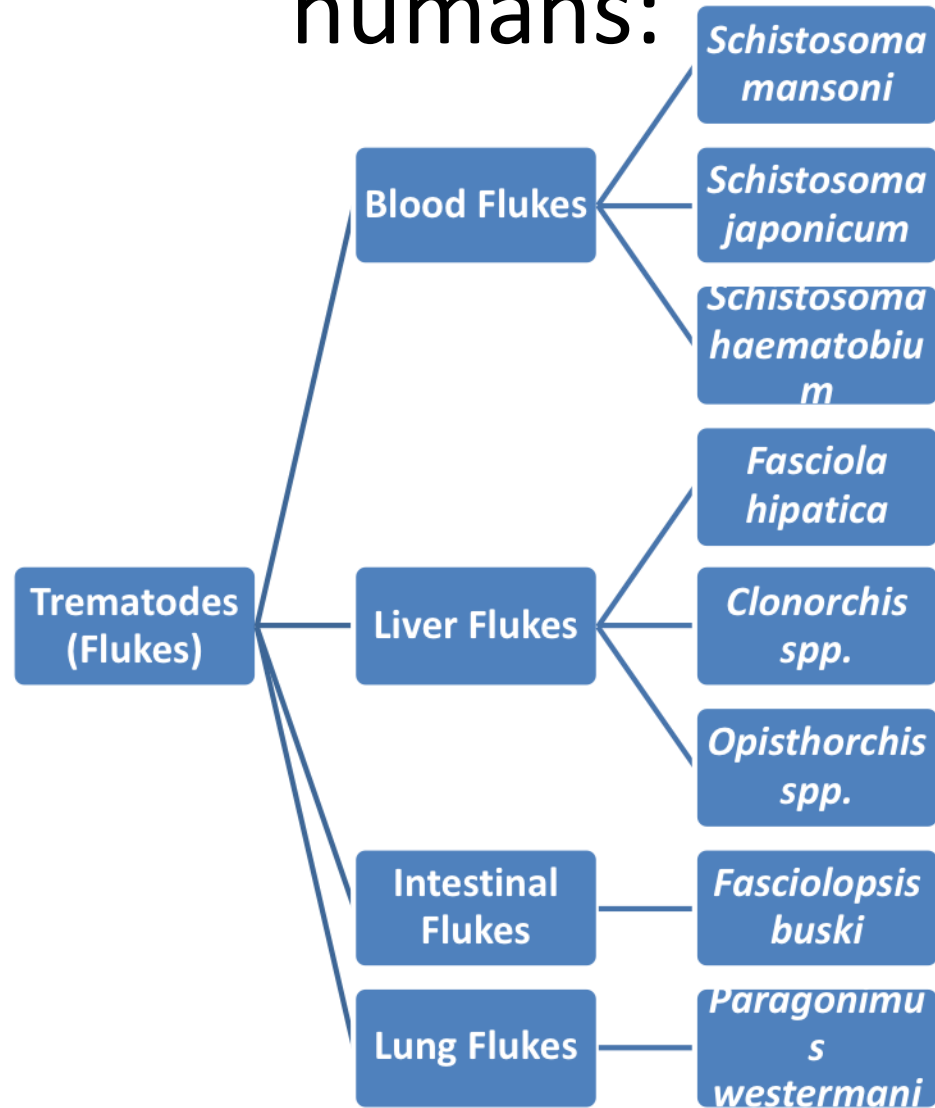 humans:
Schistosoma
mansoni
Blood Flukes
Schistosoma
japonicum
Schistosoma
haematobiu
m
Fasciola
hipatica
Trematodes
(Flukes)
Liver Flukes
Clonorchis
spp.
Opisthorchis
spp.
Intestinal
Flukes
Fasciolopsis
buski
Lung Flukes
Paragonimu
s
westermani